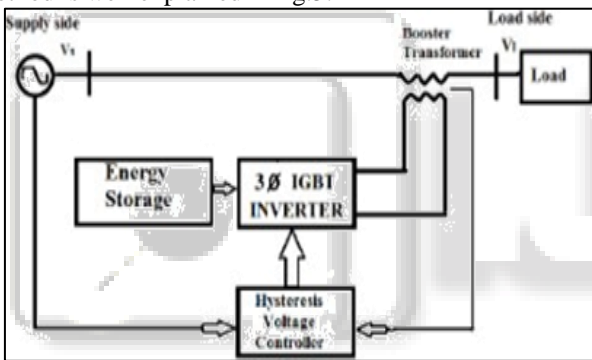 Supply side
Vs
Booster
Transformer
Load side
Vl
Load
Energy
Storage
3Ø IGBT
INVERTER
Hysteresis
Voltage
Controller